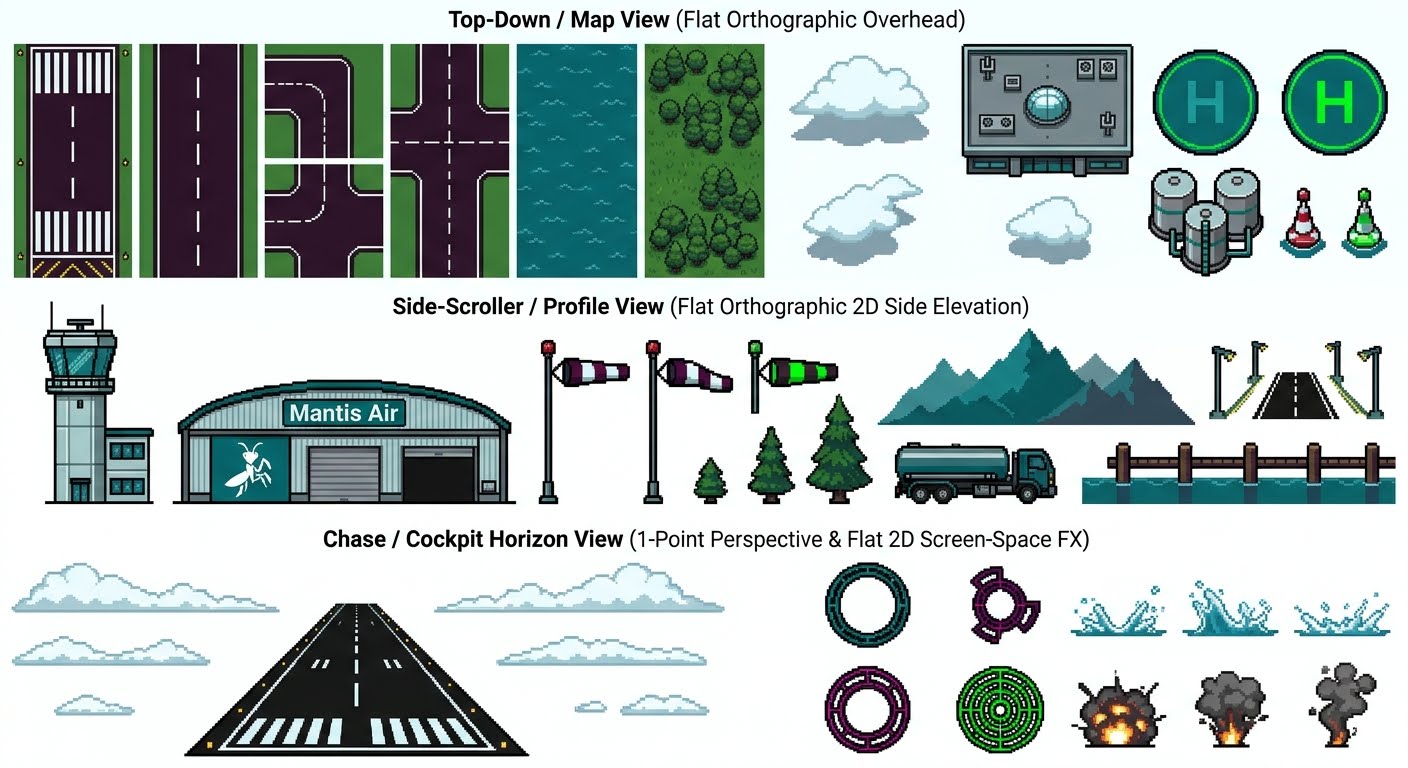 Top-Down / Map View (Flat Orthographic Overhead)
H H
Side-Scroller / Profile View (Flat Orthographic 2D Side Elevation)
Mantis Air
Chase / Cockpit Horizon View (1-Point Perspective & Flat 2D Screen-Space FX)